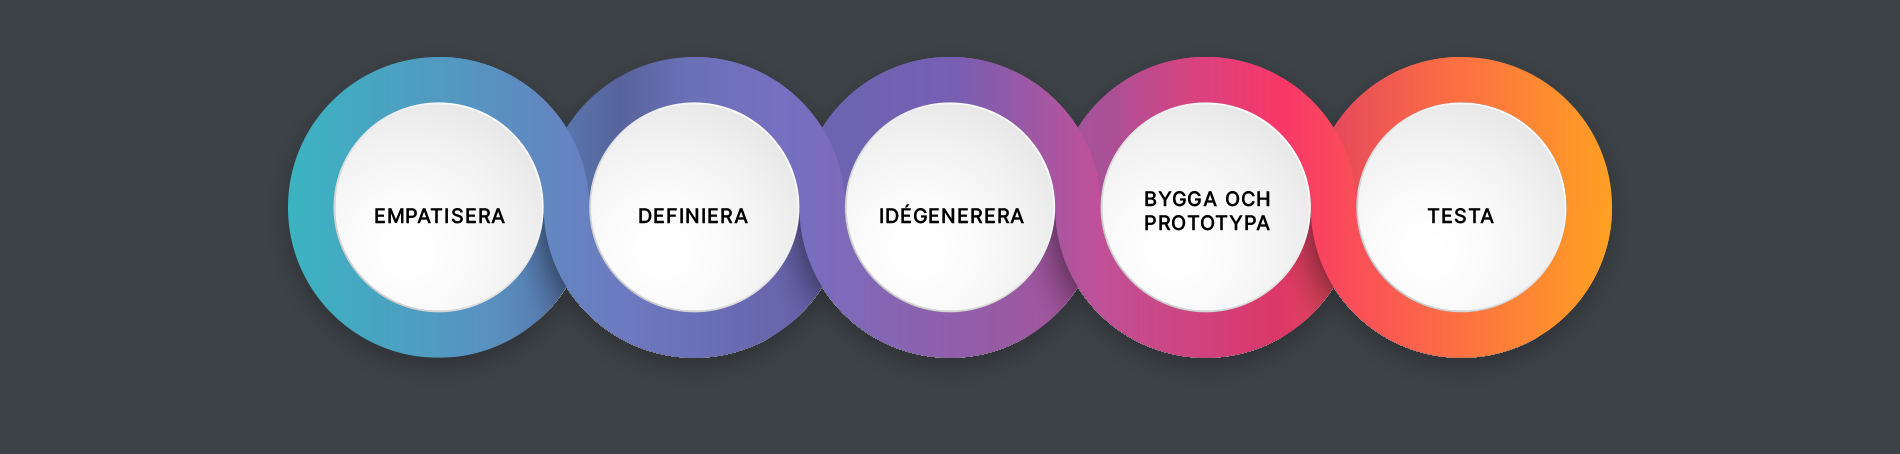 EMPATISERA
DEFINIERA
IDÉGENERERA
BYGGA OCH
PROTOTYPA
TESTA